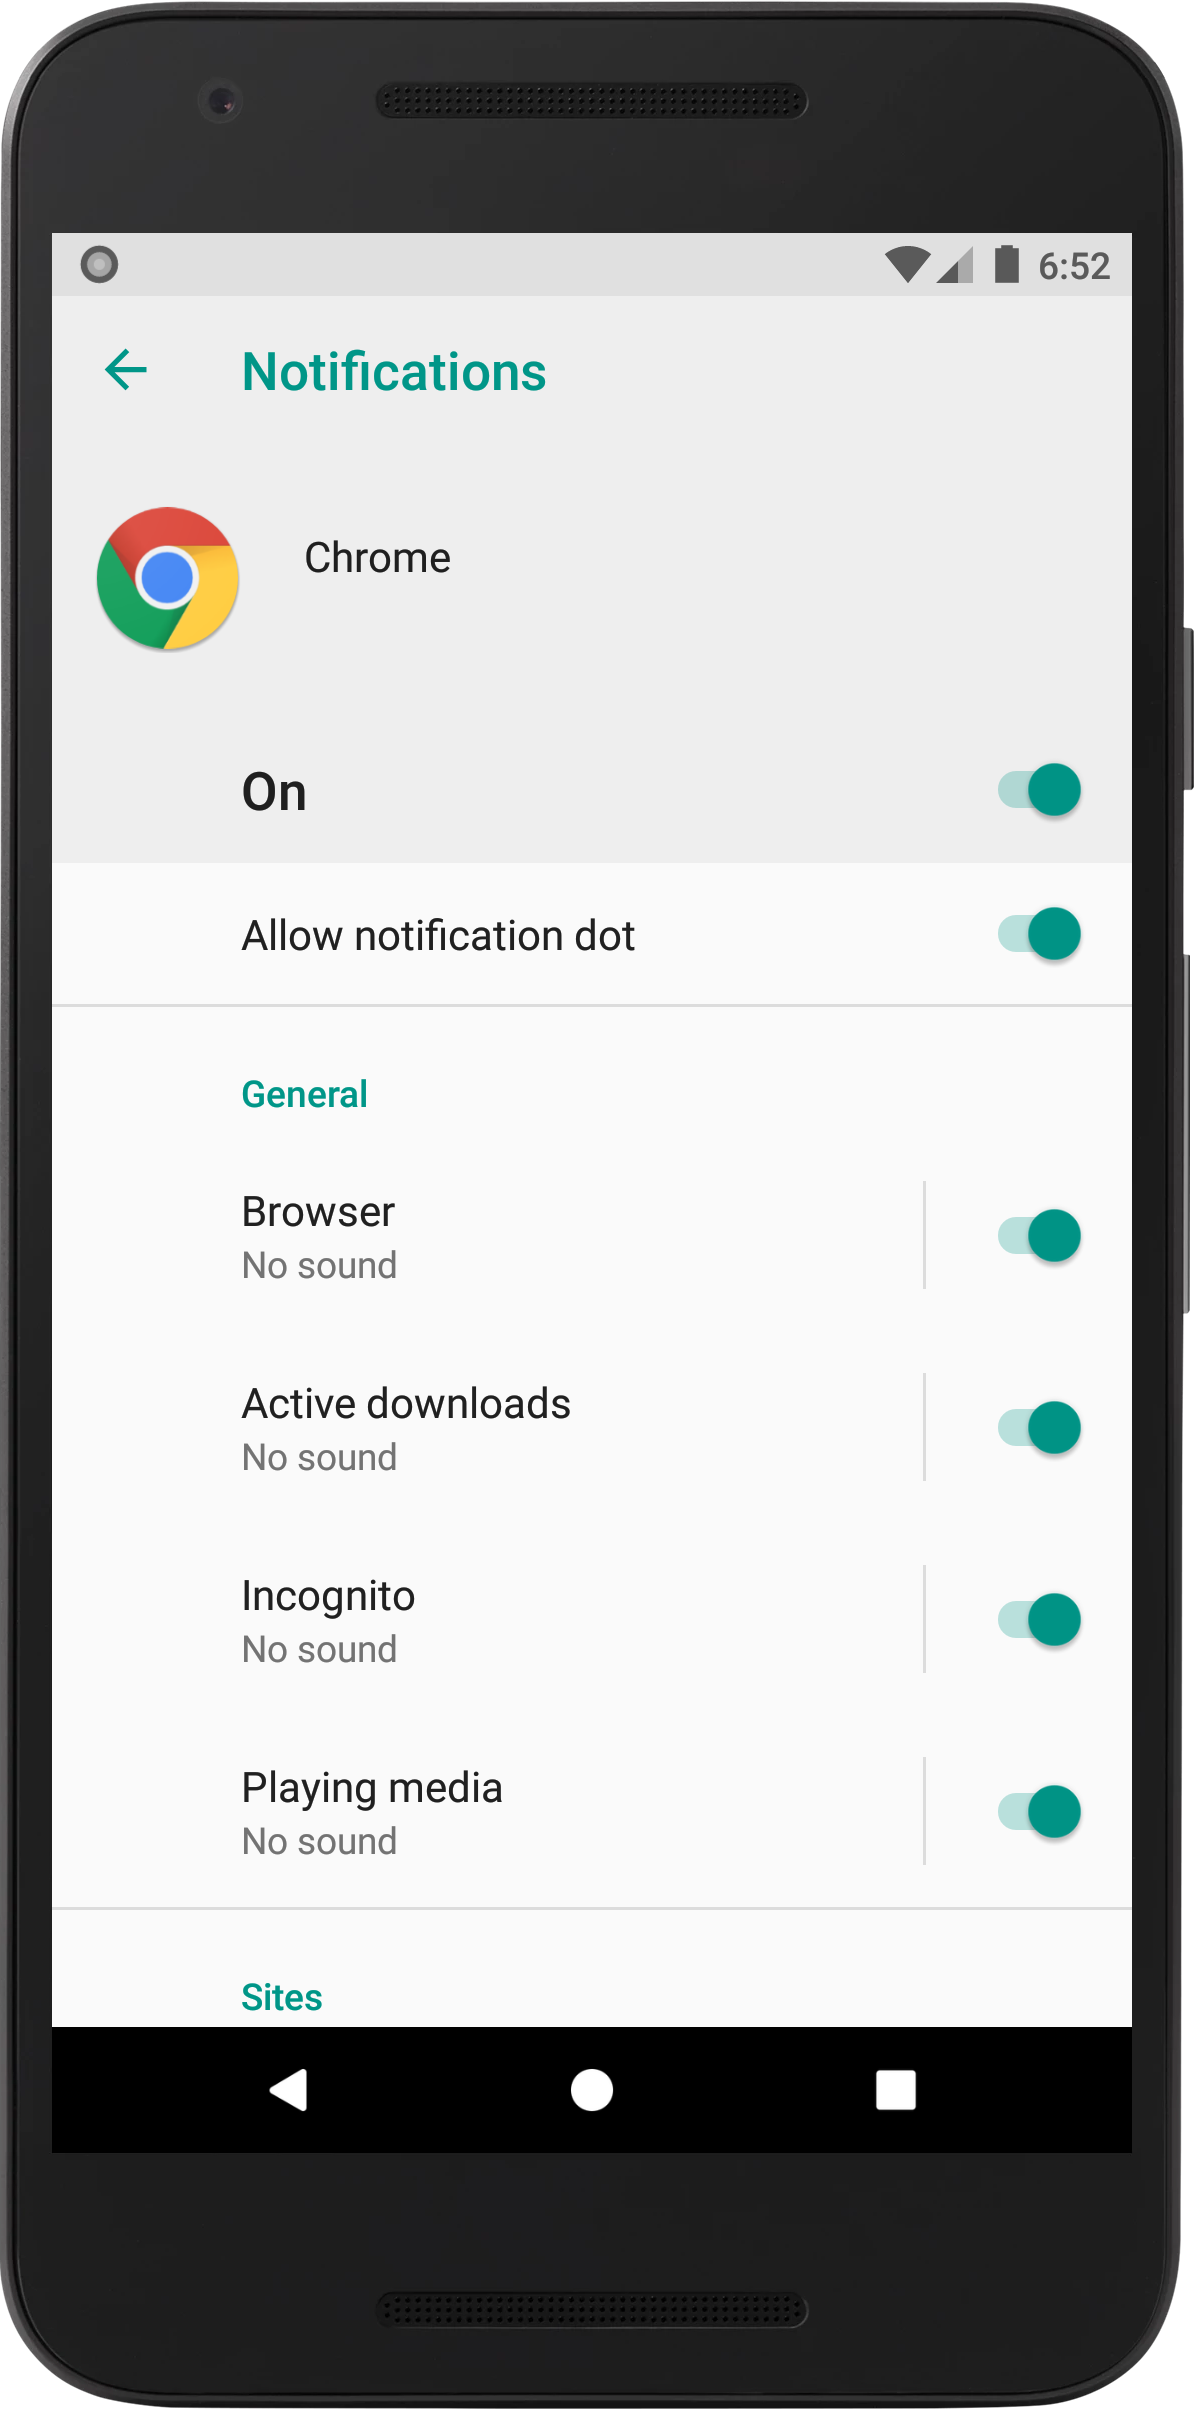 6:52
Notifications
Chrome
On
Allow notification dot
General
Browser
No sound
Active downloads
No sound
Incognito
No sound
Playing media
No sound
Sites